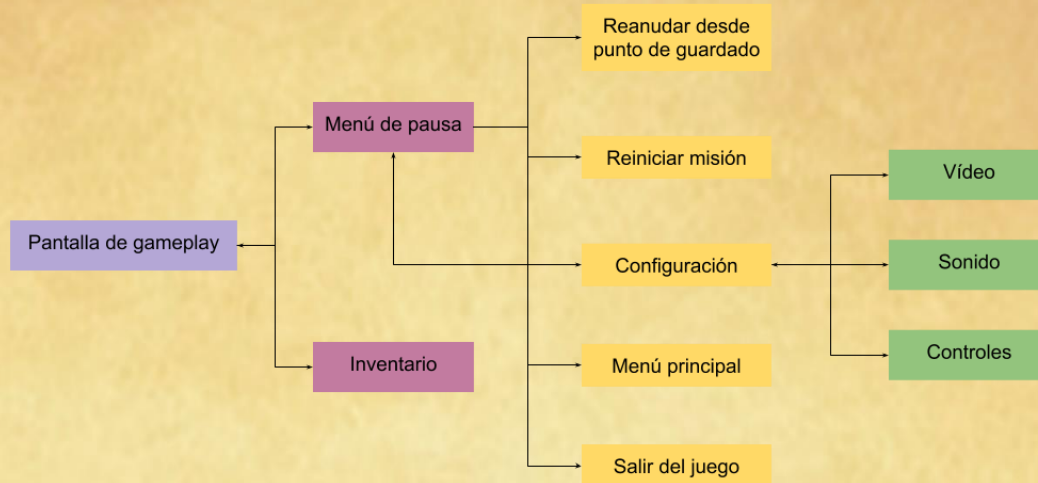 Reanudar desde
punto de guardado
Menú de pausa
Reiniciar misión
Vídeo
Pantalla de gameplay
Configuración
Sonido
Inventario
Menú principal
Controles
Salir del juego